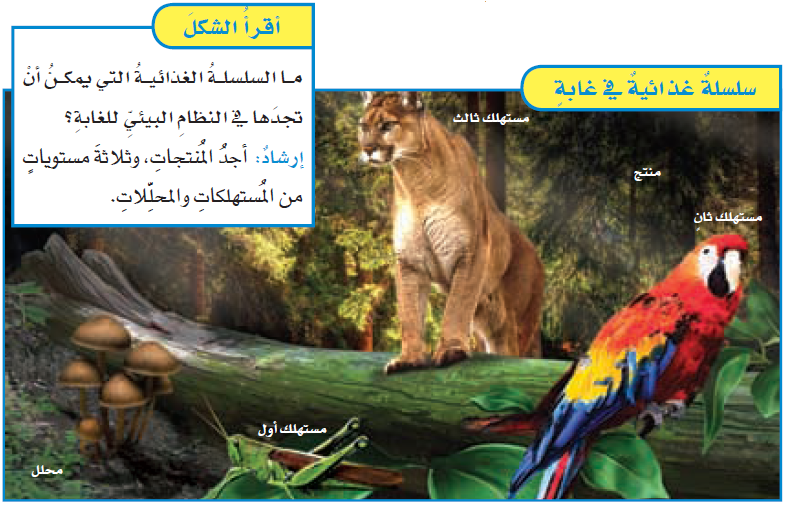 أقرأُ الشكلَ
ما السلسلةُ الغذائيةُ التي يمكنُ أنْ
تجدَها في النظامِ البيئيِّ للغابةِ؟
إرشادٌ: أجدُ المُنتجاتِ، وثلاثةَ مستوياتٍ
من المُستهلكاتِ والمحلِّلاتِ.
سلسلةٌ غذائيةٌ في غابةٍ
مستهلك ثالث
منتج
مستهلك ثانِ
مستهلك أول
محلل